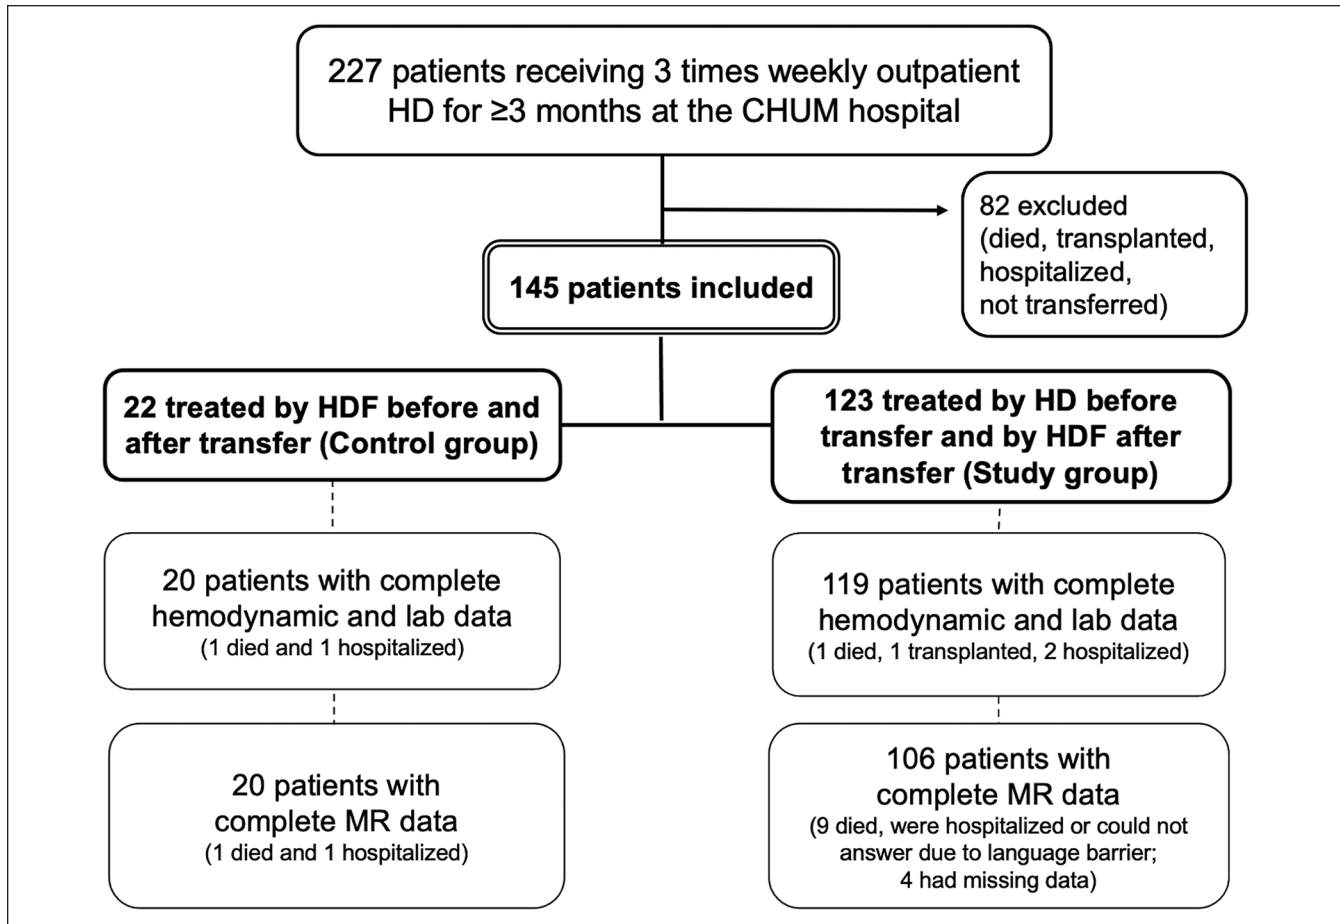 227 patients receiving 3 times weekly outpatient
HD for ≥3 months at the CHUM hospital
82 excluded
(died, transplanted,
hospitalized,
not transferred)
145 patients included
22 treated by HDF before and
after transfer (Control group)
123 treated by HD before
transfer and by HDF after
transfer (Study group)
20 patients with complete
hemodynamic and lab data
(1 died and 1 hospitalized)
119 patients with complete
hemodynamic and lab data
(1 died, 1 transplanted, 2 hospitalized)
20 patients with
complete MR data
(1 died and 1 hospitalized)
106 patients with
complete MR data
(9 died, were hospitalized or could not
answer due to language barrier;
4 had missing data)